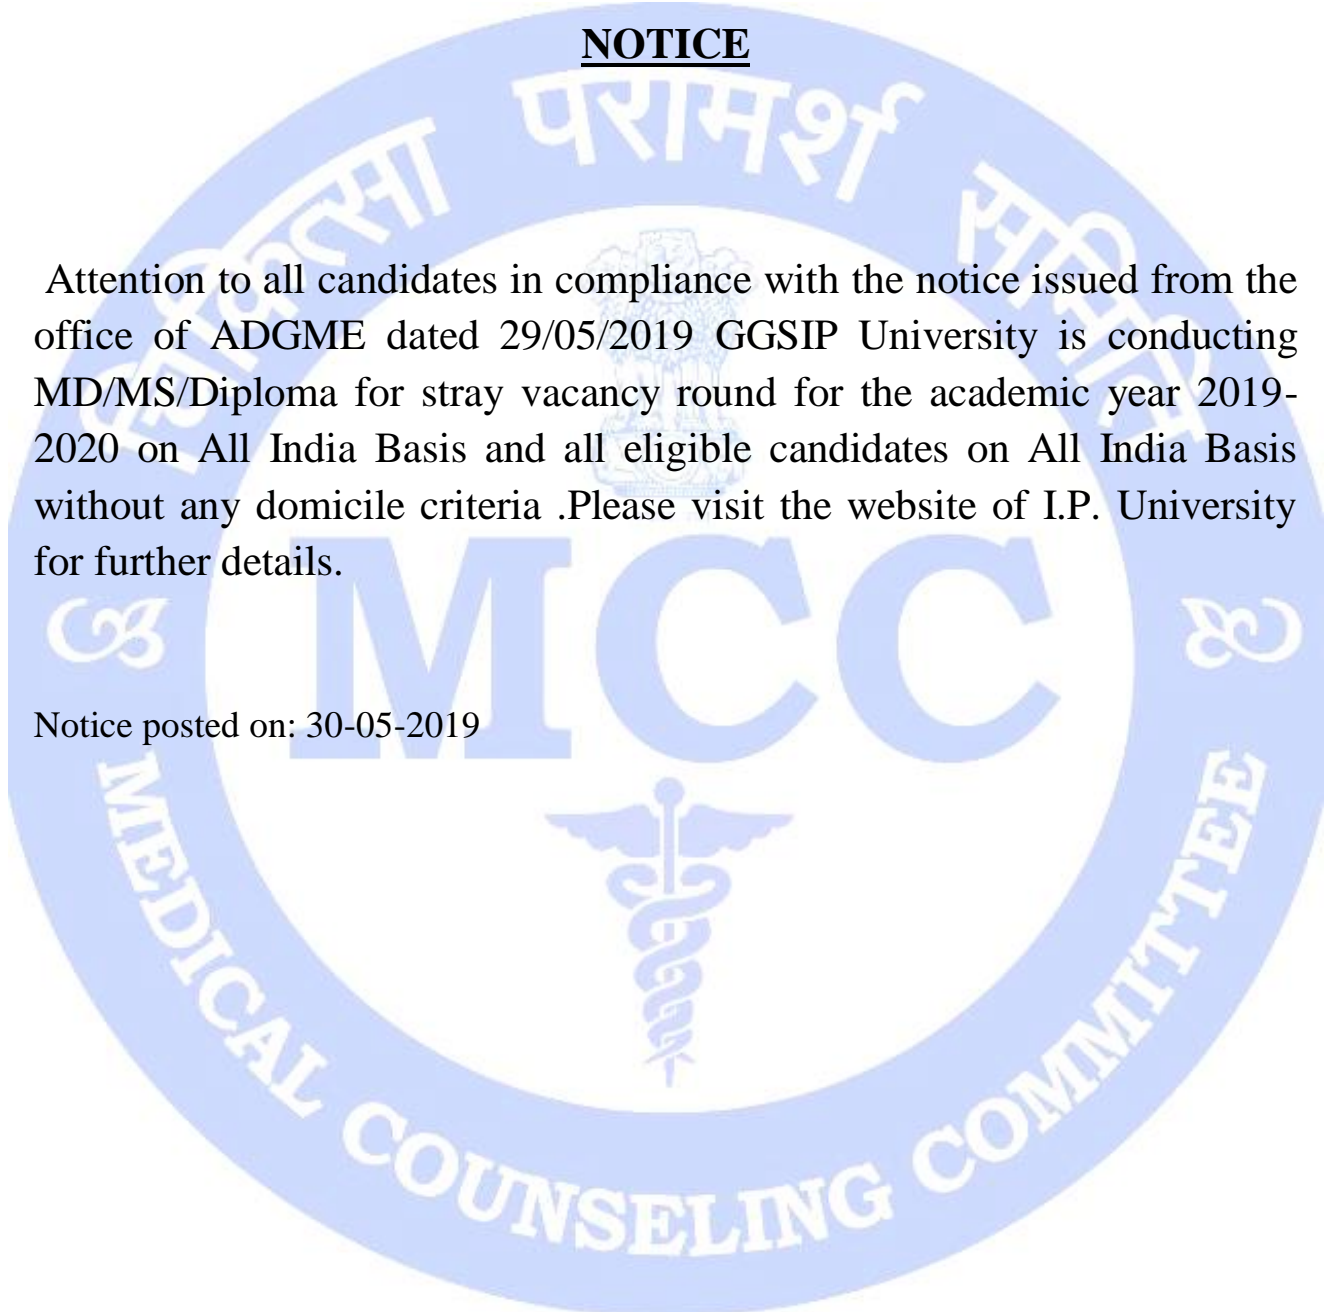 NOTICE
चिकित्सा परामर्श समिति
Attention to all candidates in compliance with the notice issued from the
office of ADGME dated 29/05/2019 GGSIP University is conducting
MD/MS/Diploma for stray vacancy round for the academic year 2019-
2020 on All India Basis and all eligible candidates on All India Basis
without any domicile criteria .Please visit the website of I.P. University
for further details.
MCC
Notice posted on: 30-05-2019
MEDICAL COUNSELING COMMITTEE